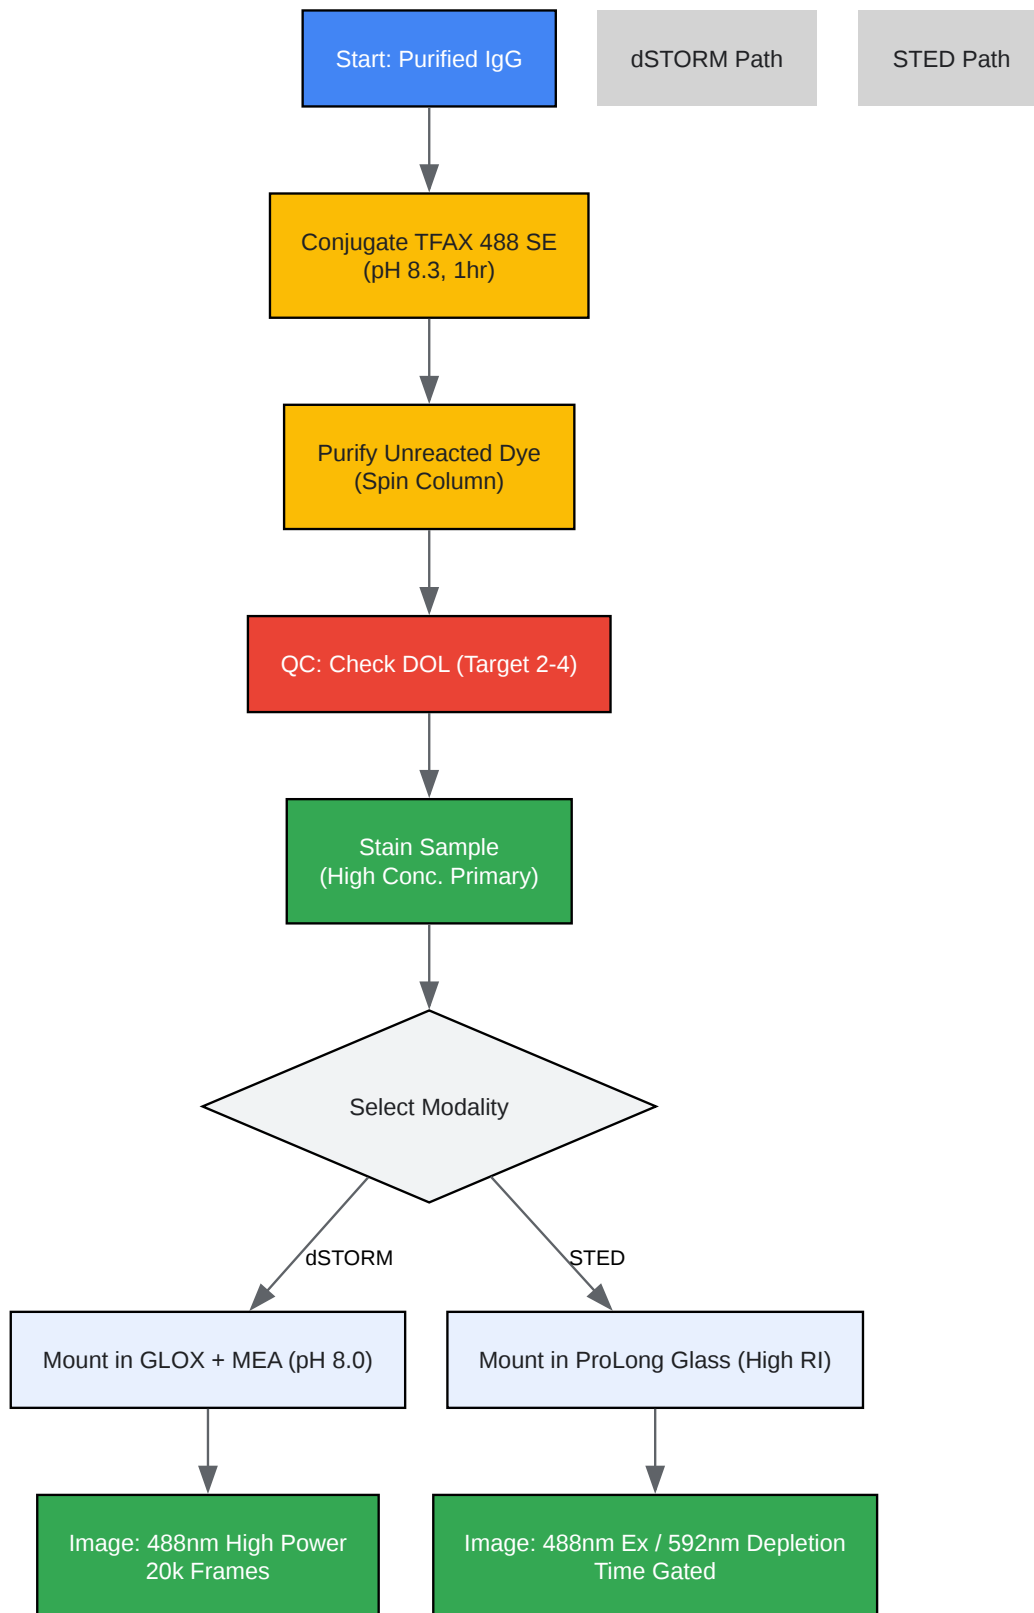 Start: Purified IgG
dSTORM Path
STED Path
Conjugate TFAX 488 SE
(pH 8.3, 1hr)
Purify Unreacted Dye
(Spin Column)
QC: Check DOL (Target 2-4)
Stain Sample
(High Conc. Primary)
Select Modality
dSTORM
STED
Mount in GLOX + MEA (pH 8.0)
Mount in ProLong Glass (High RI)
Image: 488nm High Power
20k Frames
Image: 488nm Ex / 592nm Depletion
Time Gated